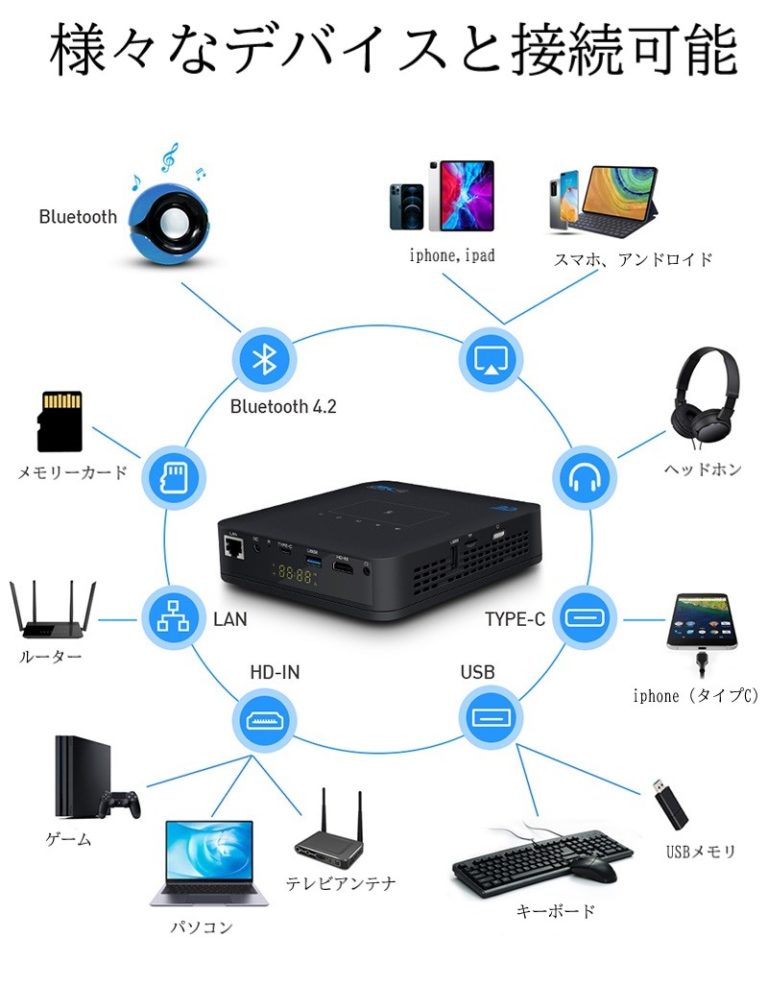 様々なデバイスと接続可能
Bluetooth
iphone,ipad
スマホ、アンドロイド
Bluetooth 4.2
メモリーカード
ヘッドホン
LAN
TYPE-C
HD-IN
LAN
TYPE-C
ルーター
iphone（タイプC）
HD-IN
USB
ゲーム
USBメモリ
テレビアンテナ
キーボード
パソコン